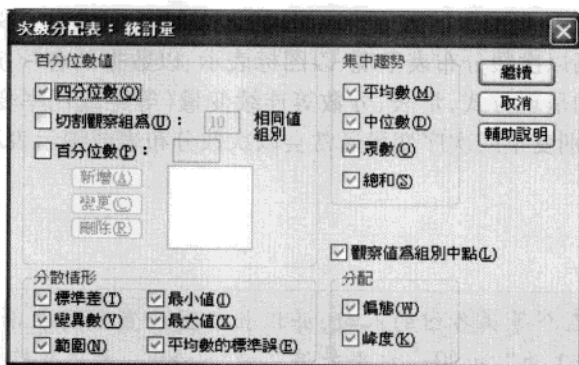 次數分配表：統計量
百分位數值
四分位數(Q)
切割觀察組為(U)： 10 相同值組別
百分位數(P)：
新增(A)
變更(C)
刪除(R)
集中趨勢
平均數(M)
中位數(D)
眾數(O)
總和(S)
繼續
取消
輔助說明
觀察值為組別中點(L)
分散情形
標準差(T)
最小值(I)
變異數(V)
最大值(X)
範圍(N)
平均數的標準誤(E)
分配
偏態(W)
峰度(K)